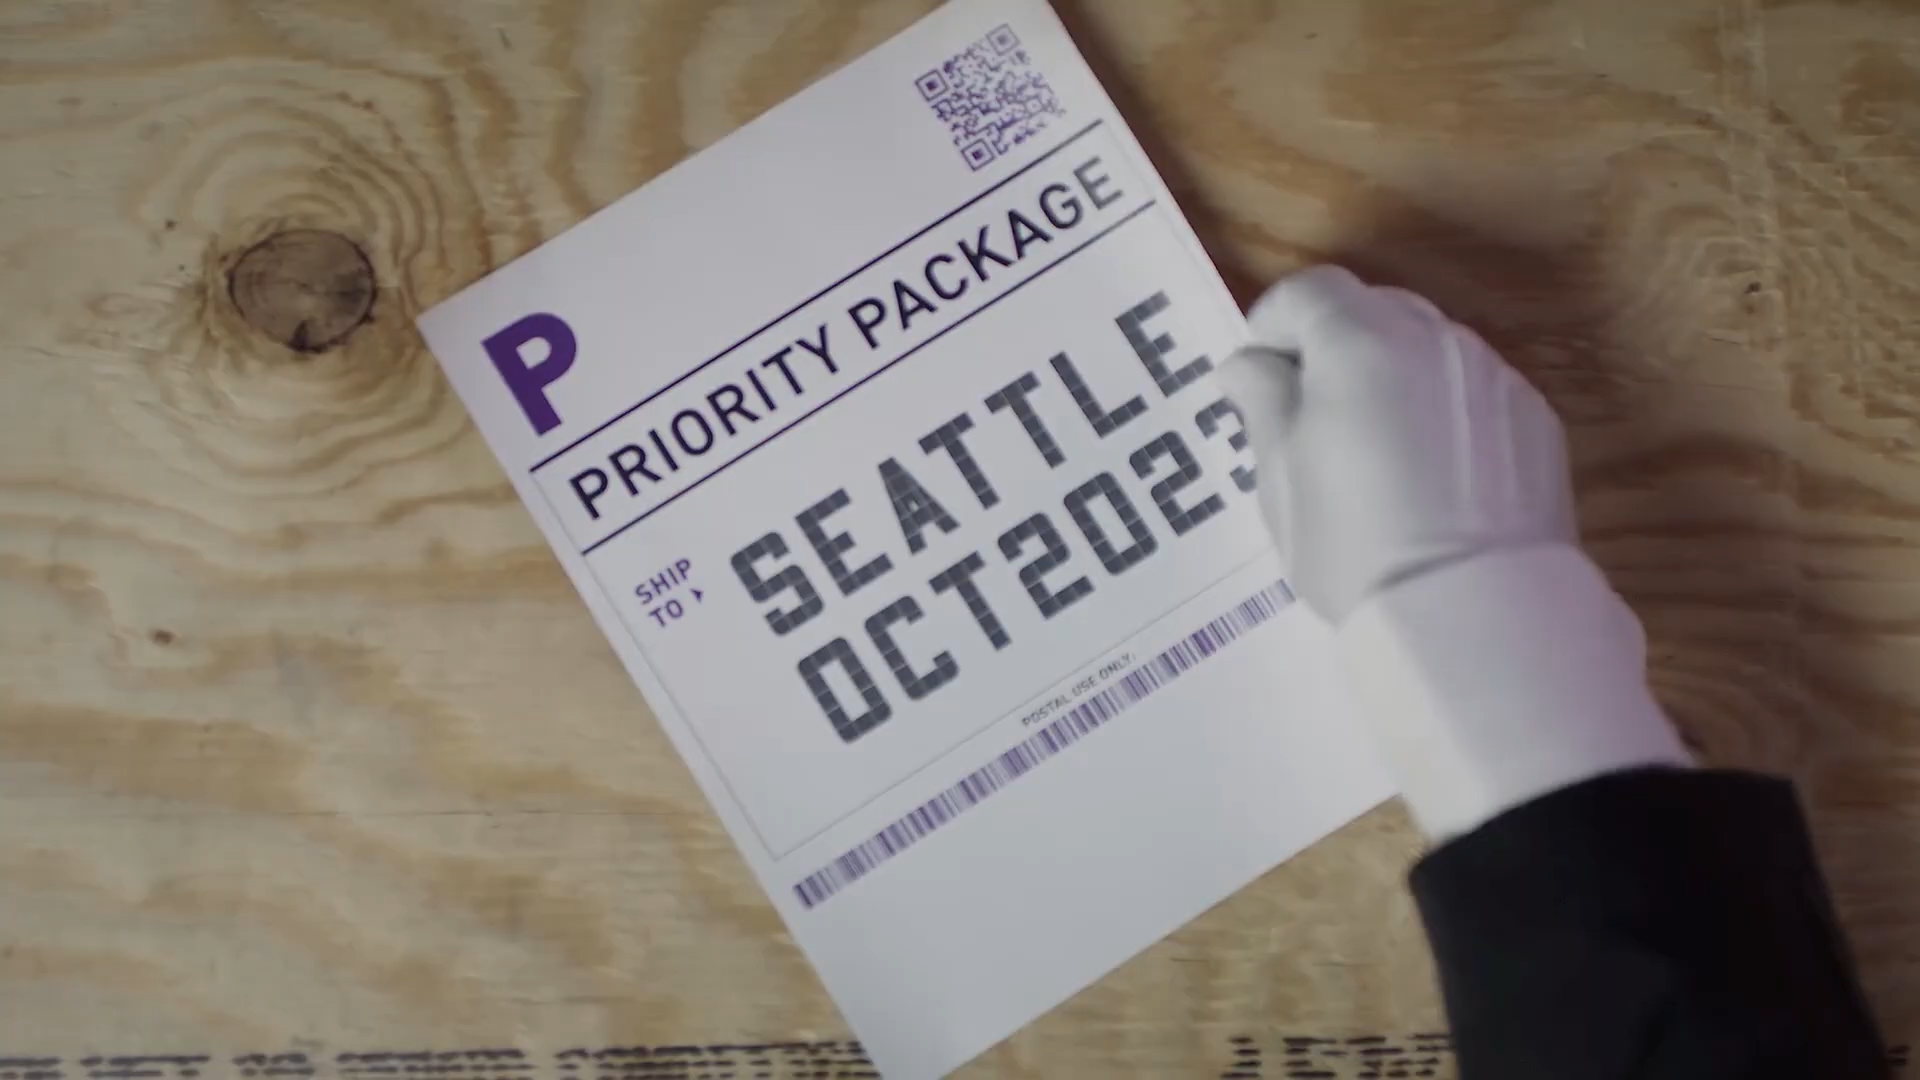 P
PRIORITY PACKAGE
SHIP
TO
SEATTLE
OCT2023
POSTAL USE ONLY: